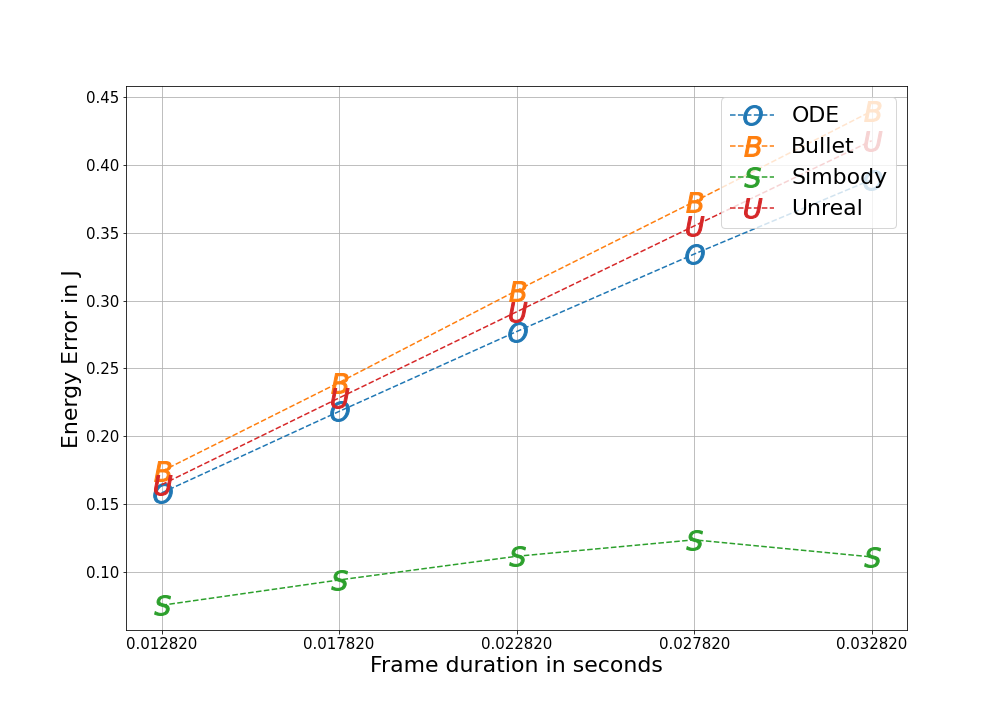 0.45
0.40
0.35
0.30
0.25
0.20
0.15
0.10
Energy Error in J
0.012820 0.017820 0.022820 0.027820 0.032820
Frame duration in seconds
O ODE
B Bullet
S Simbody
U Unreal
B B B B B
U U U U U
O O O O O
S S S S S